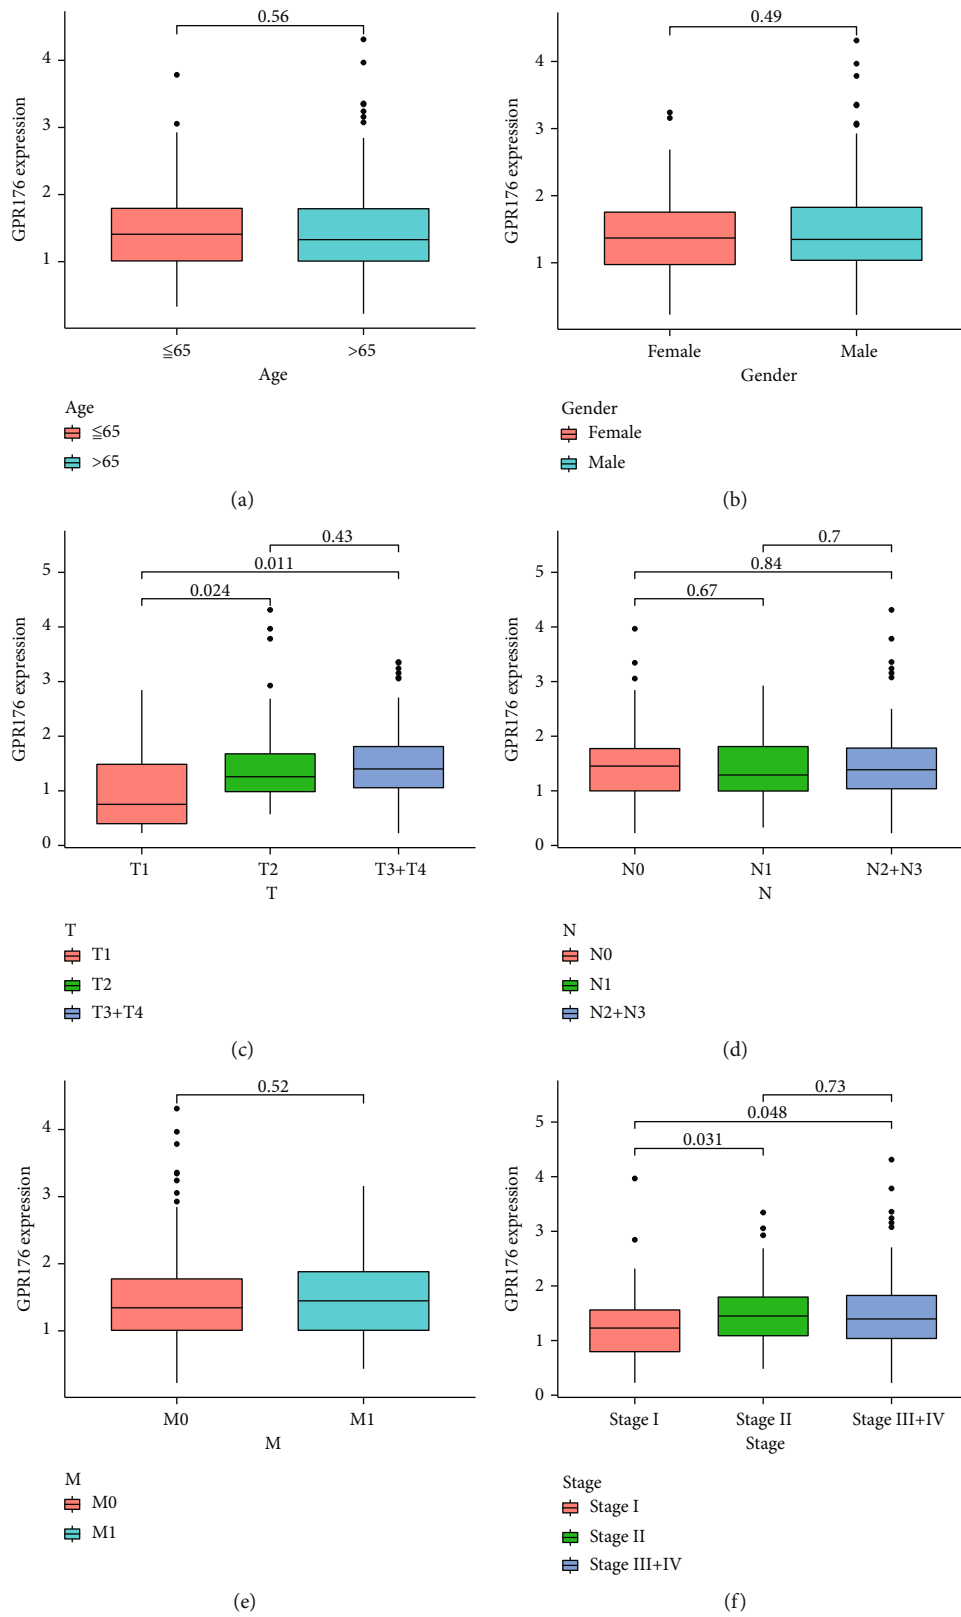 0.56
4
3
2
1
GPR176 expression
≦65
>65
Age
Age
≦65
>65
(a)
0.49
4
3
2
1
GPR176 expression
Female
Male
Gender
Gender
Female
Male
(b)
0.43
0.011
0.024
5
4
3
2
1
0
GPR176 expression
T1
T2
T3+T4
T
T
T1
T2
T3+T4
(c)
0.7
0.84
0.67
5
4
3
2
1
0
GPR176 expression
N0
N1
N2+N3
N
N
N0
N1
N2+N3
(d)
0.52
4
3
2
1
GPR176 expression
M0
M1
M
M
M0
M1
(e)
0.73
0.048
0.031
5
4
3
2
1
0
GPR176 expression
Stage I
Stage II
Stage III+IV
Stage
Stage
Stage I
Stage II
Stage III+IV
(f)